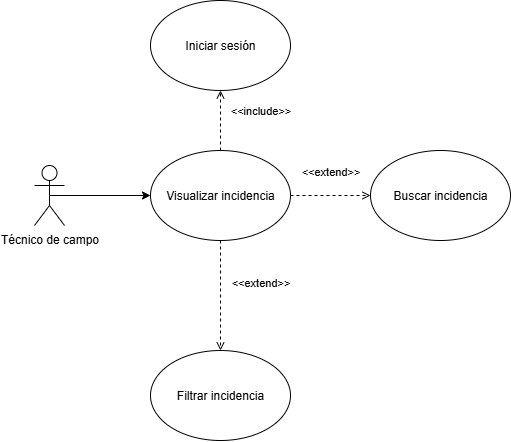 Iniciar sesión
<<include>>
Visualizar incidencia
<<extend>>
Buscar incidencia
Técnico de campo
<<extend>>
Filtrar incidencia